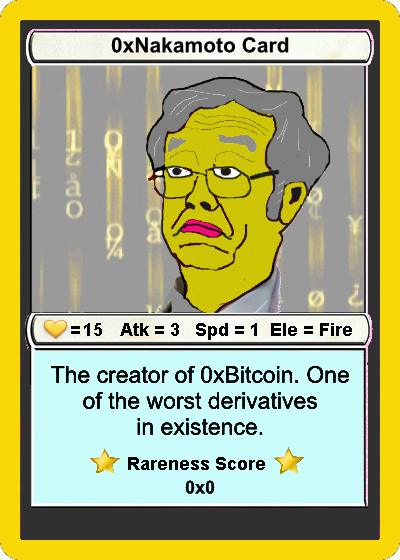 0xNakamoto Card
💛=15 Atk = 3 Spd = 1 Ele = Fire
The creator of 0xBitcoin. One
of the worst derivatives
in existence.
Rareness Score
0x0